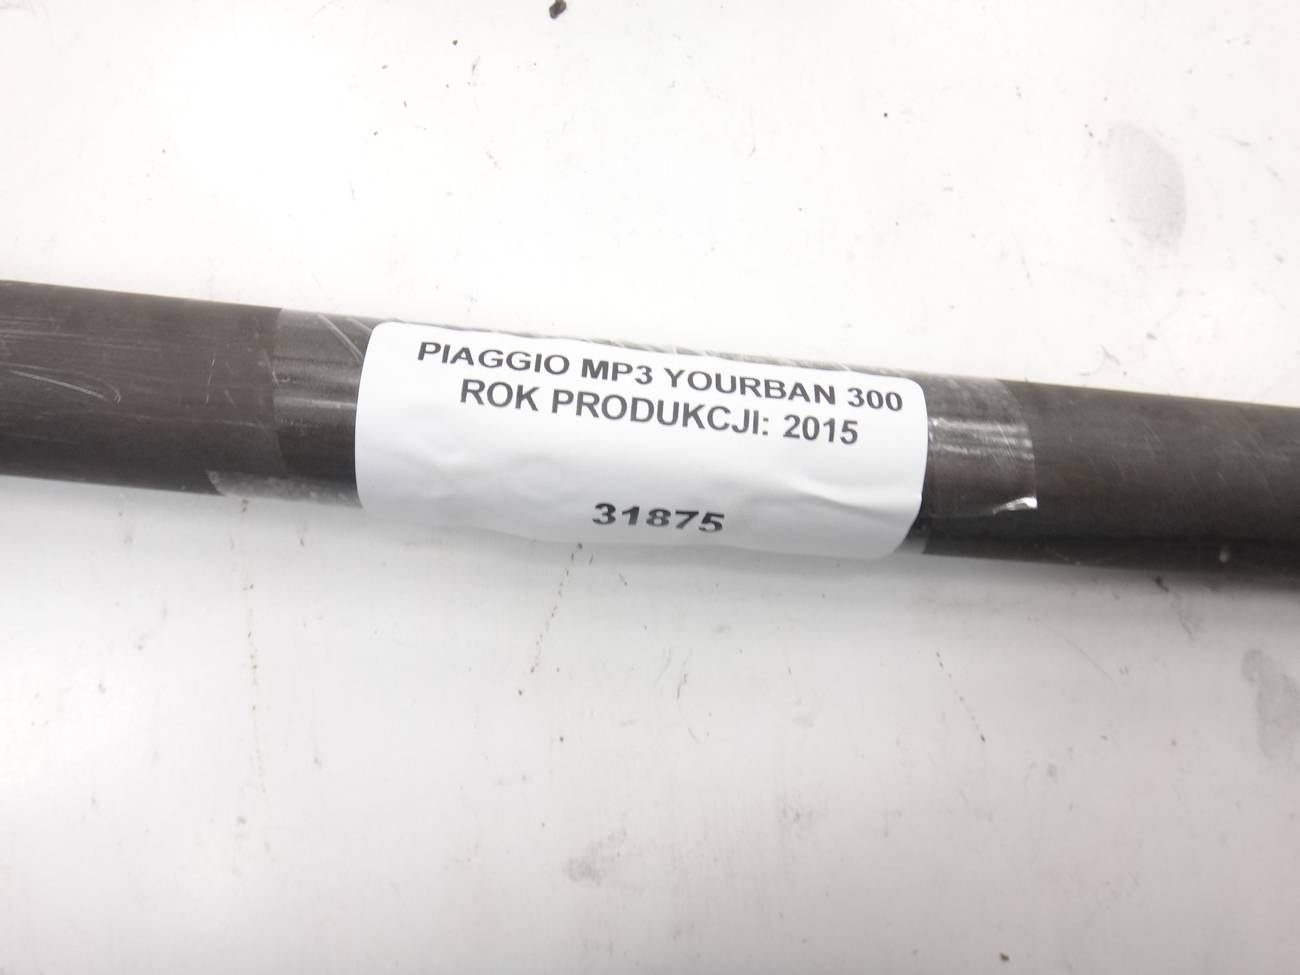 PIAGGIO MP3 YOURBAN 300
ROK PRODUKCJI: 2015
31875